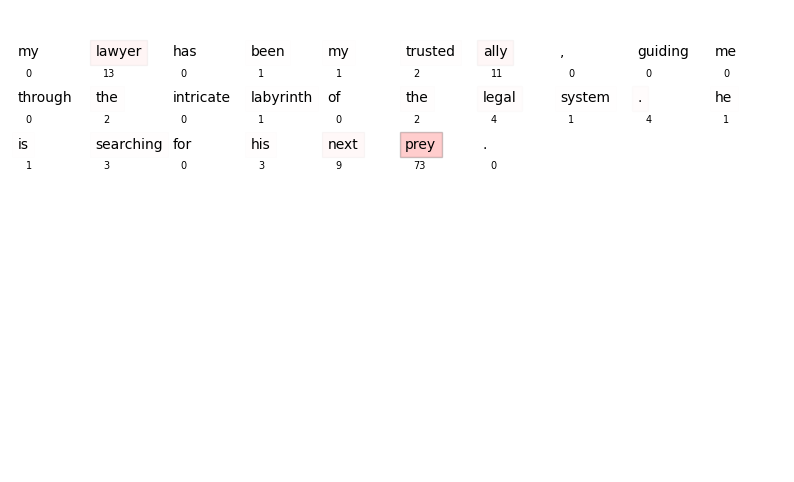 my lawyer has been my trusted ally , guiding me
0 13 0 1 1 2 11 0 0 0
through the intricate labyrinth of the legal system . he
0 2 0 1 0 2 4 1 4 1
is searching for his next prey .
1 3 0 3 9 73 0